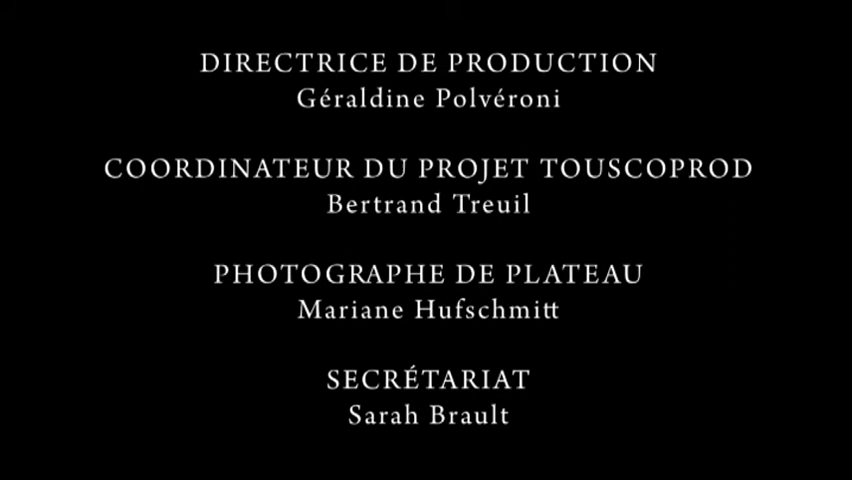 DIRECTRICE DE PRODUCTION
Géraldine Polvéroni
COORDINATEUR DU PROJET TOUSCOPROD
Bertrand Treuil
PHOTOGRAPHE DE PLATEAU
Mariane Hufschmitt
SECRÉTARIAT
Sarah Brault